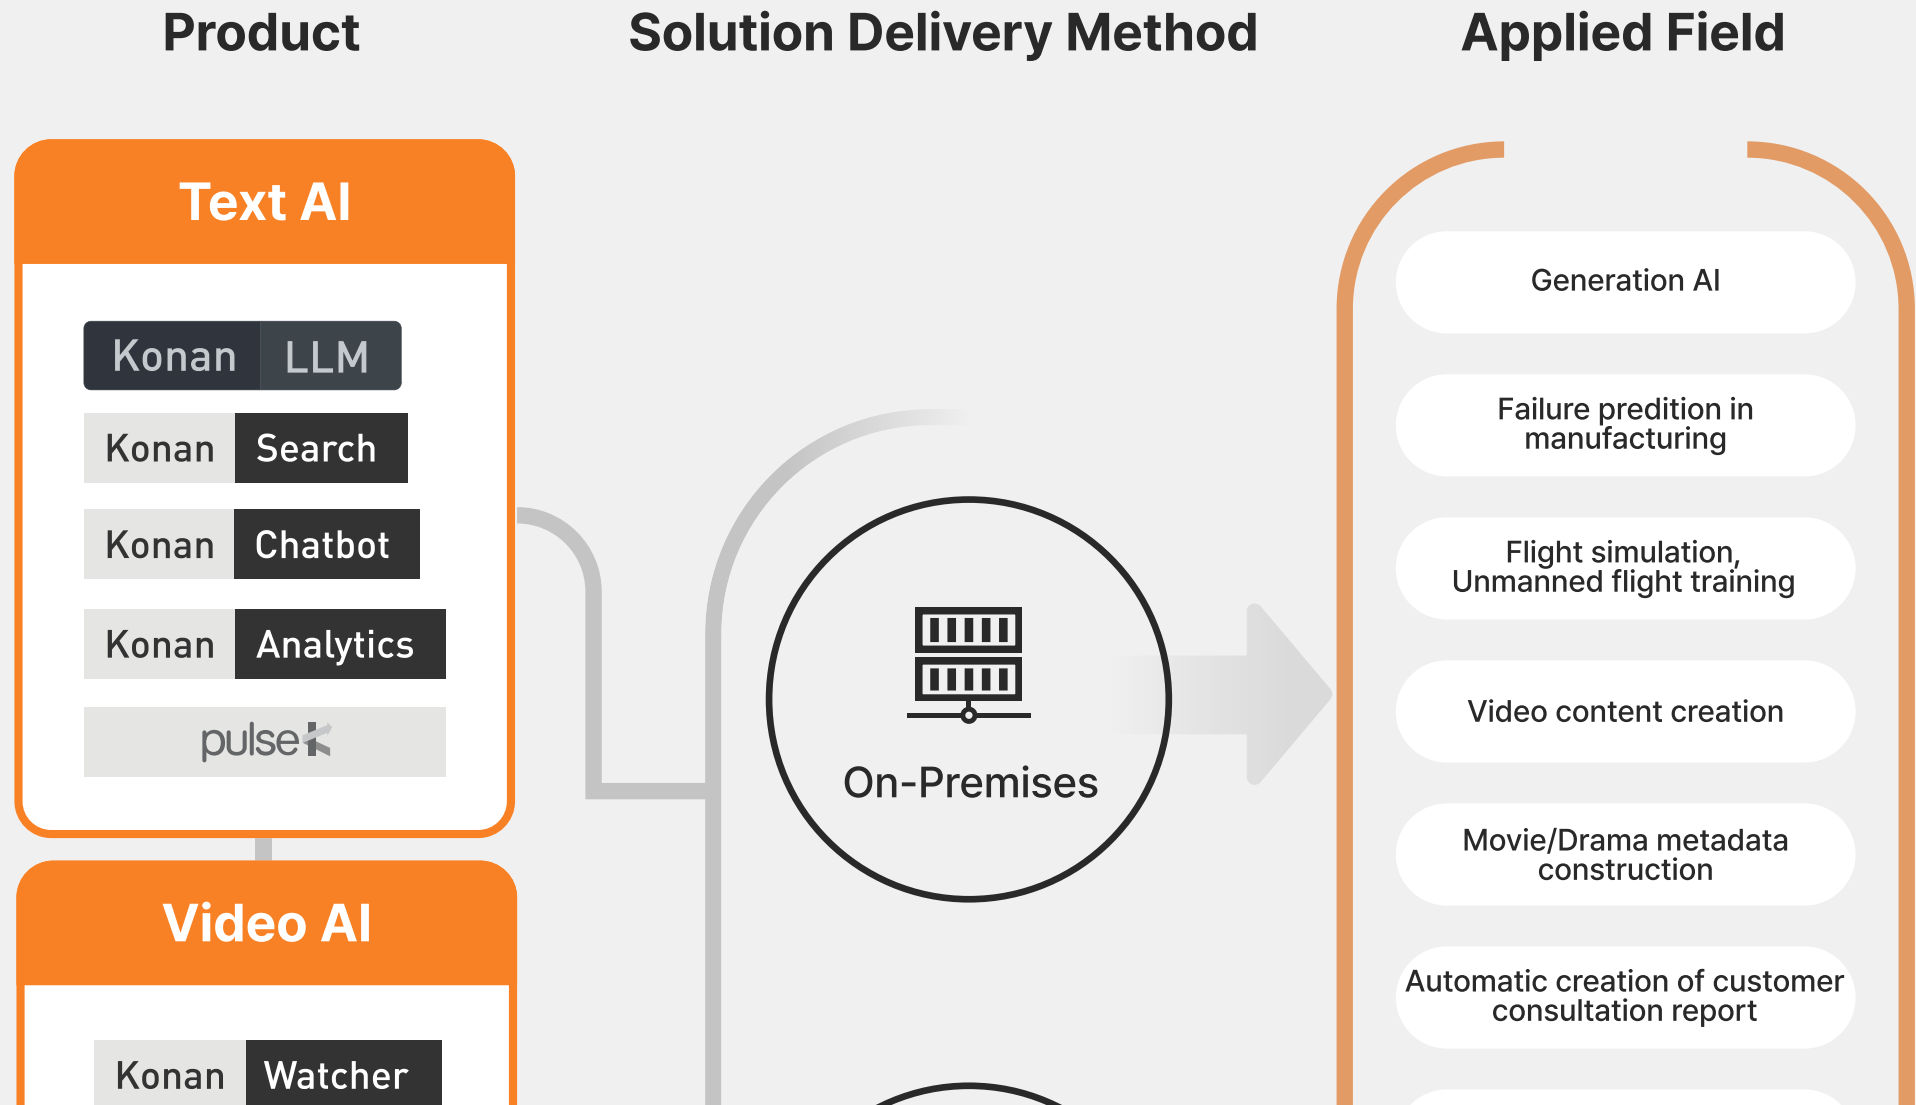 Product
Solution Delivery Method
Applied Field
Text AI
Konan LLM
Konan Search
Konan Chatbot
Konan Analytics
pulseK
Video AI
Konan Watcher
On-Premises
Generation AI
Failure predition in
manufacturing
Flight simulation,
Unmanned flight training
Video content creation
Movie/Drama metadata
construction
Automatic creation of customer
consultation report